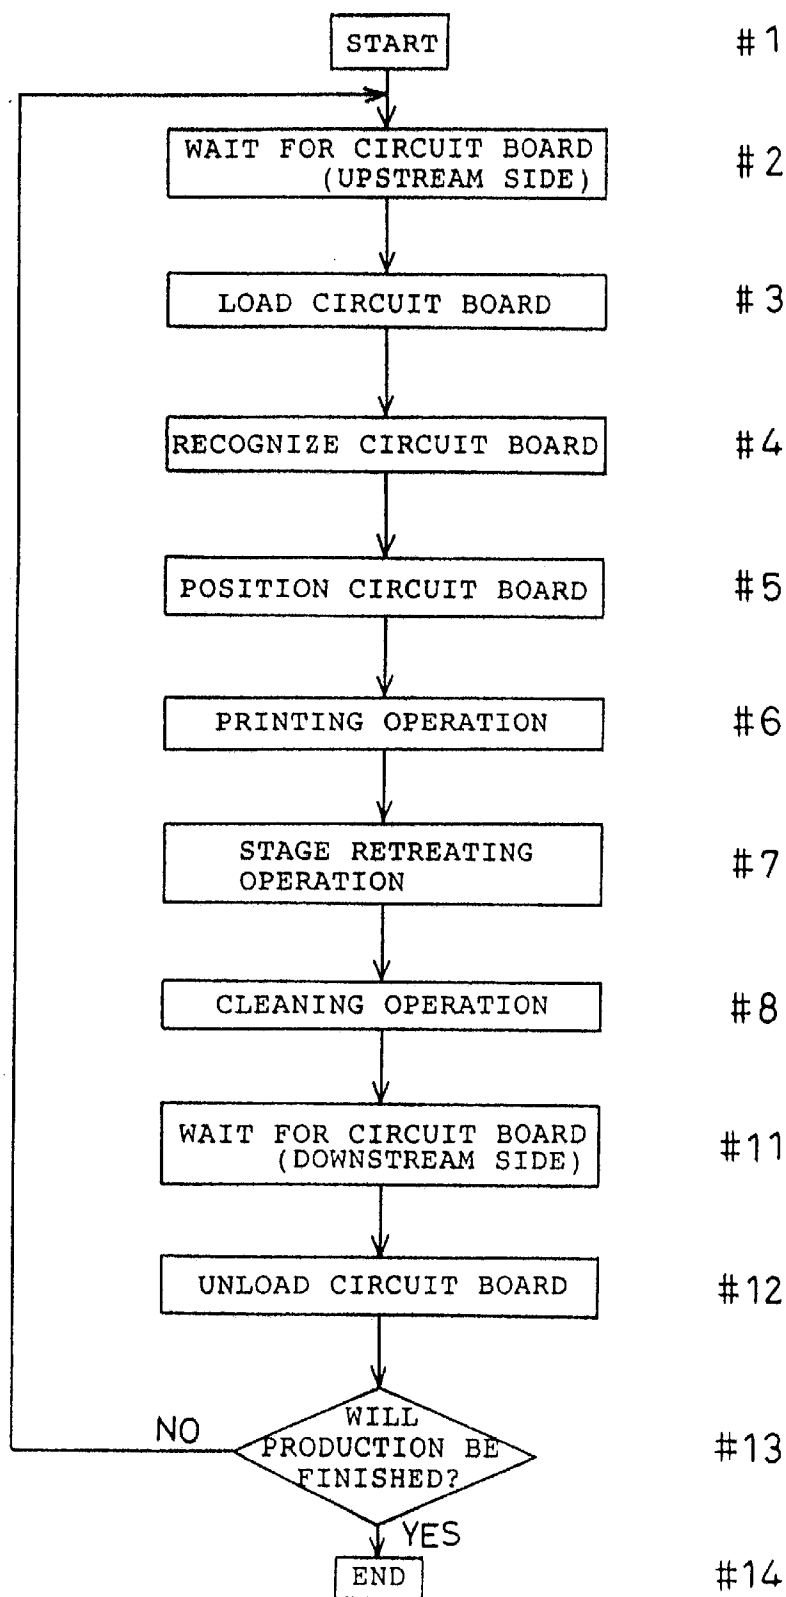 START #1
WAIT FOR CIRCUIT BOARD
(UPSTREAM SIDE) #2
LOAD CIRCUIT BOARD #3
RECOGNIZE CIRCUIT BOARD #4
POSITION CIRCUIT BOARD #5
PRINTING OPERATION #6
STAGE RETREATING
OPERATION #7
CLEANING OPERATION #8
WAIT FOR CIRCUIT BOARD
(DOWNSTREAM SIDE) #11
UNLOAD CIRCUIT BOARD #12
WILL
NO PRODUCTION BE #13
FINISHED?
YES
END #14